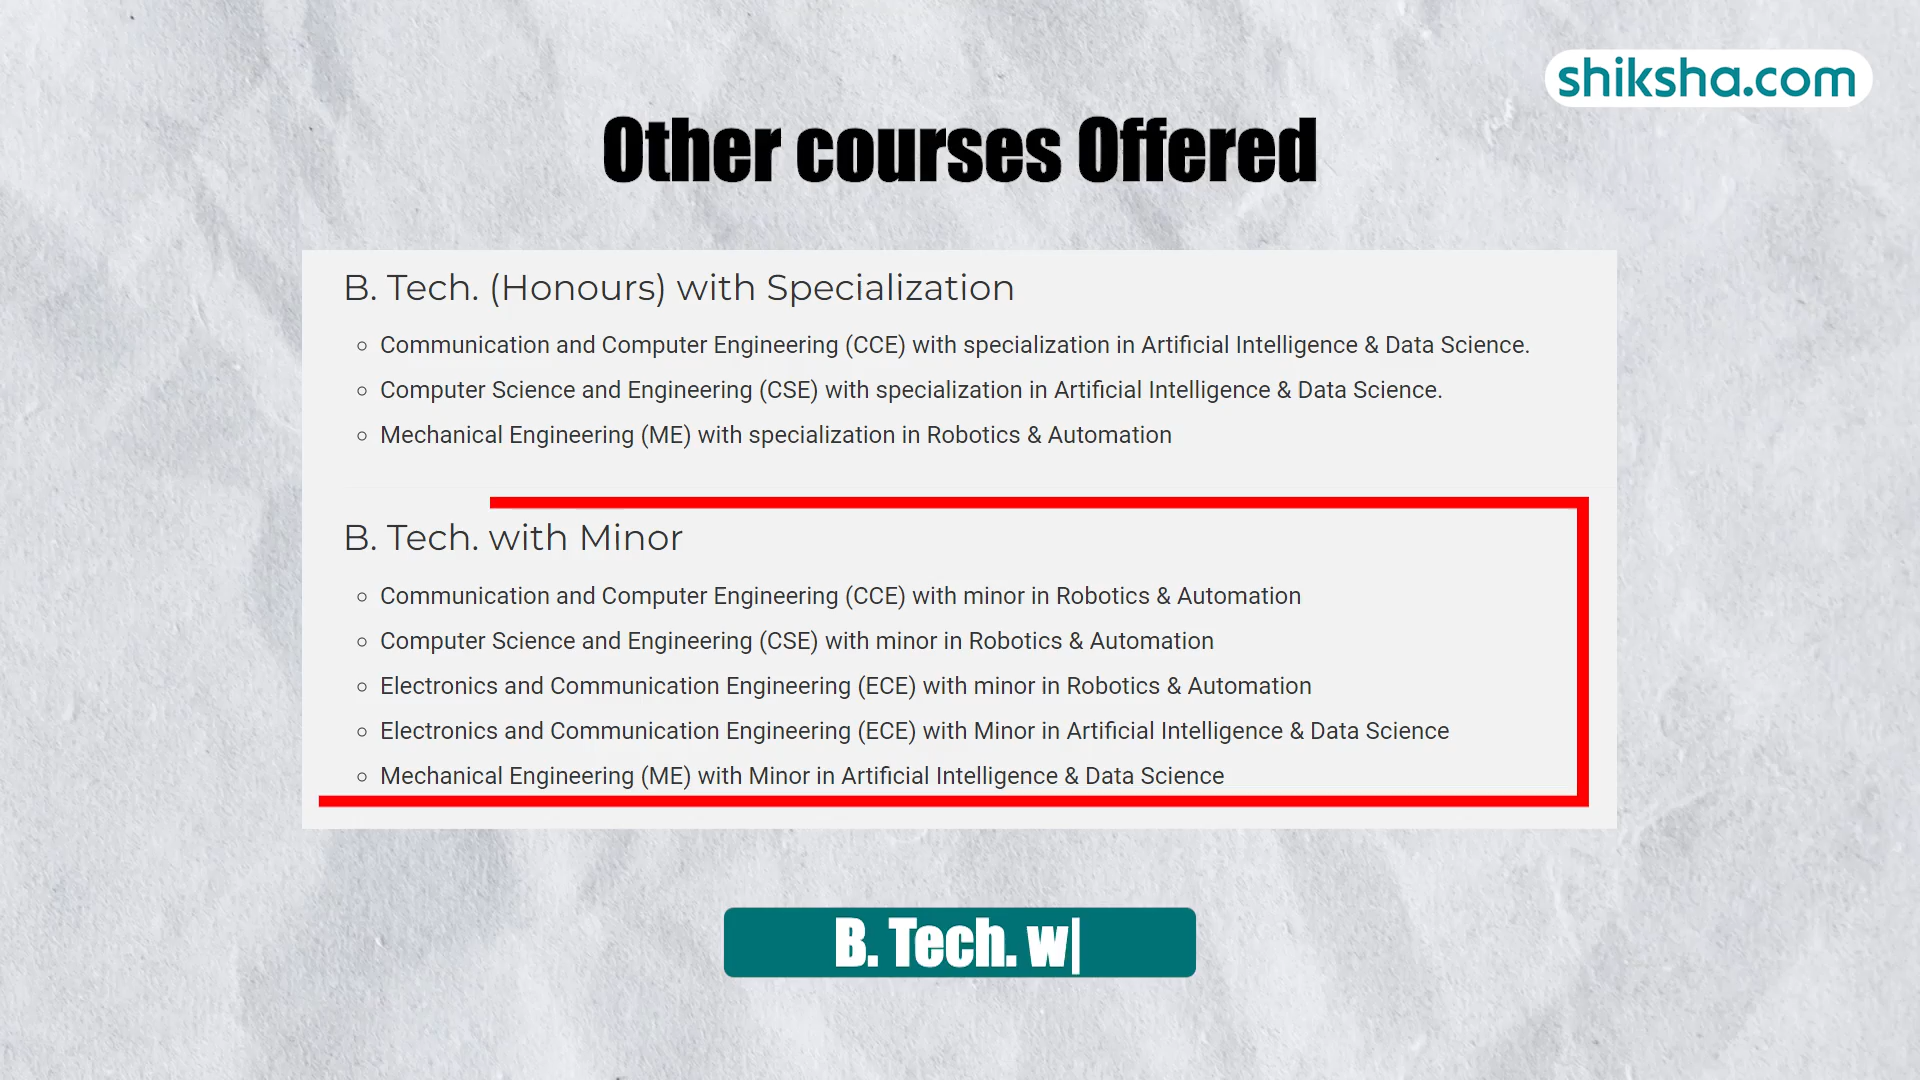 shiksha.com
Other courses Offered
B. Tech. (Honours) with Specialization
Communication and Computer Engineering (CCE) with specialization in Artificial Intelligence & Data Science.
Computer Science and Engineering (CSE) with specialization in Artificial Intelligence & Data Science.
Mechanical Engineering (ME) with specialization in Robotics & Automation
B. Tech. with Minor
Communication and Computer Engineering (CCE) with minor in Robotics & Automation
Computer Science and Engineering (CSE) with minor in Robotics & Automation
Electronics and Communication Engineering (ECE) with minor in Robotics & Automation
Electronics and Communication Engineering (ECE) with Minor in Artificial Intelligence & Data Science
Mechanical Engineering (ME) with Minor in Artificial Intelligence & Data Science
B. Tech. w